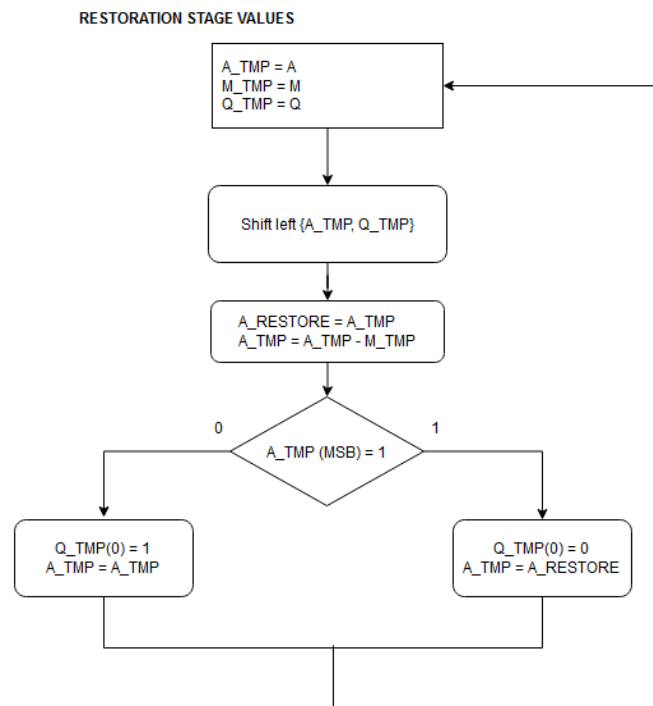 RESTORATION STAGE VALUES
A_TMP = A
M_TMP = M
Q_TMP = Q
Shift left {A_TMP, Q_TMP}
A_RESTORE = A_TMP
A_TMP = A_TMP - M_TMP
0
1
A_TMP (MSB) = 1
Q_TMP(0) = 1
A_TMP = A_TMP
Q_TMP(0) = 0
A_TMP = A_RESTORE